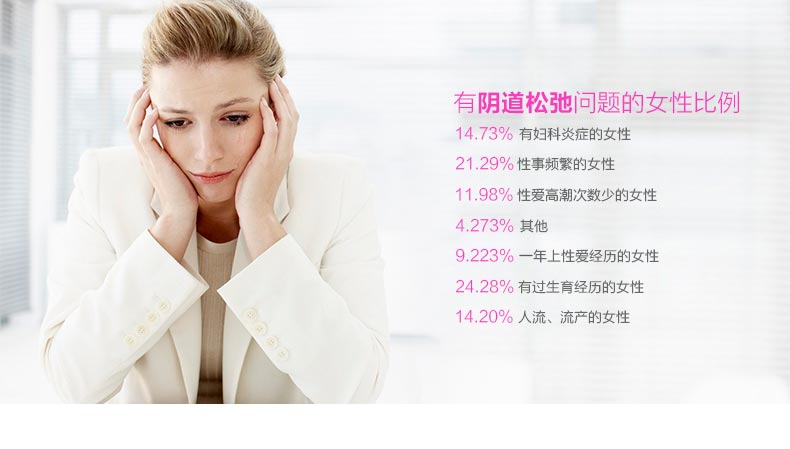 有阴道松弛问题的女性比例
14.73% 有妇科炎症的女性
21.29% 性事频繁的女性
11.98% 性爱高潮次数少的女性
4.273% 其他
9.223% 一年上性爱经历的女性
24.28% 有过生育经历的女性
14.20% 人流、流产的女性